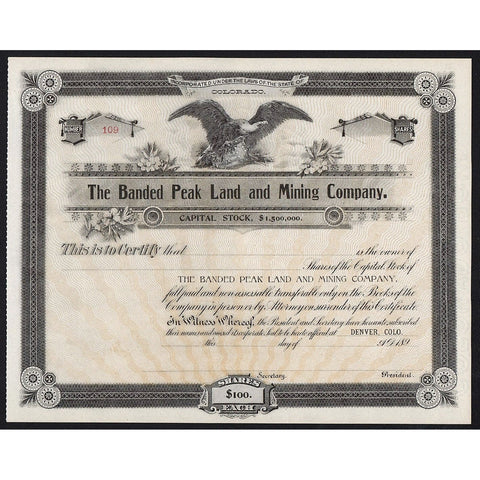 INCORPORATED UNDER THE LAWS OF THE STATE OF
COLORADO.
NUMBER
109
SHARES
The Banded Peak Land and Mining Company.
CAPITAL STOCK, $1,500,000.
This is to Certify that is the owner of
Shares of the Capital Stock of
THE BANDED PEAK LAND AND MINING COMPANY,
full paid and non assessable transferable only on the Books of the
Company in person or by Attorney on surrender of this Certificate.
In Witness Whereof, the President and Secretary have hereunto subscribed
their names and caused its corporate Seal to be hereto affixed at DENVER, COLO.
this day of A.D. 189
Secretary. President.
SHARES
$100.
EACH